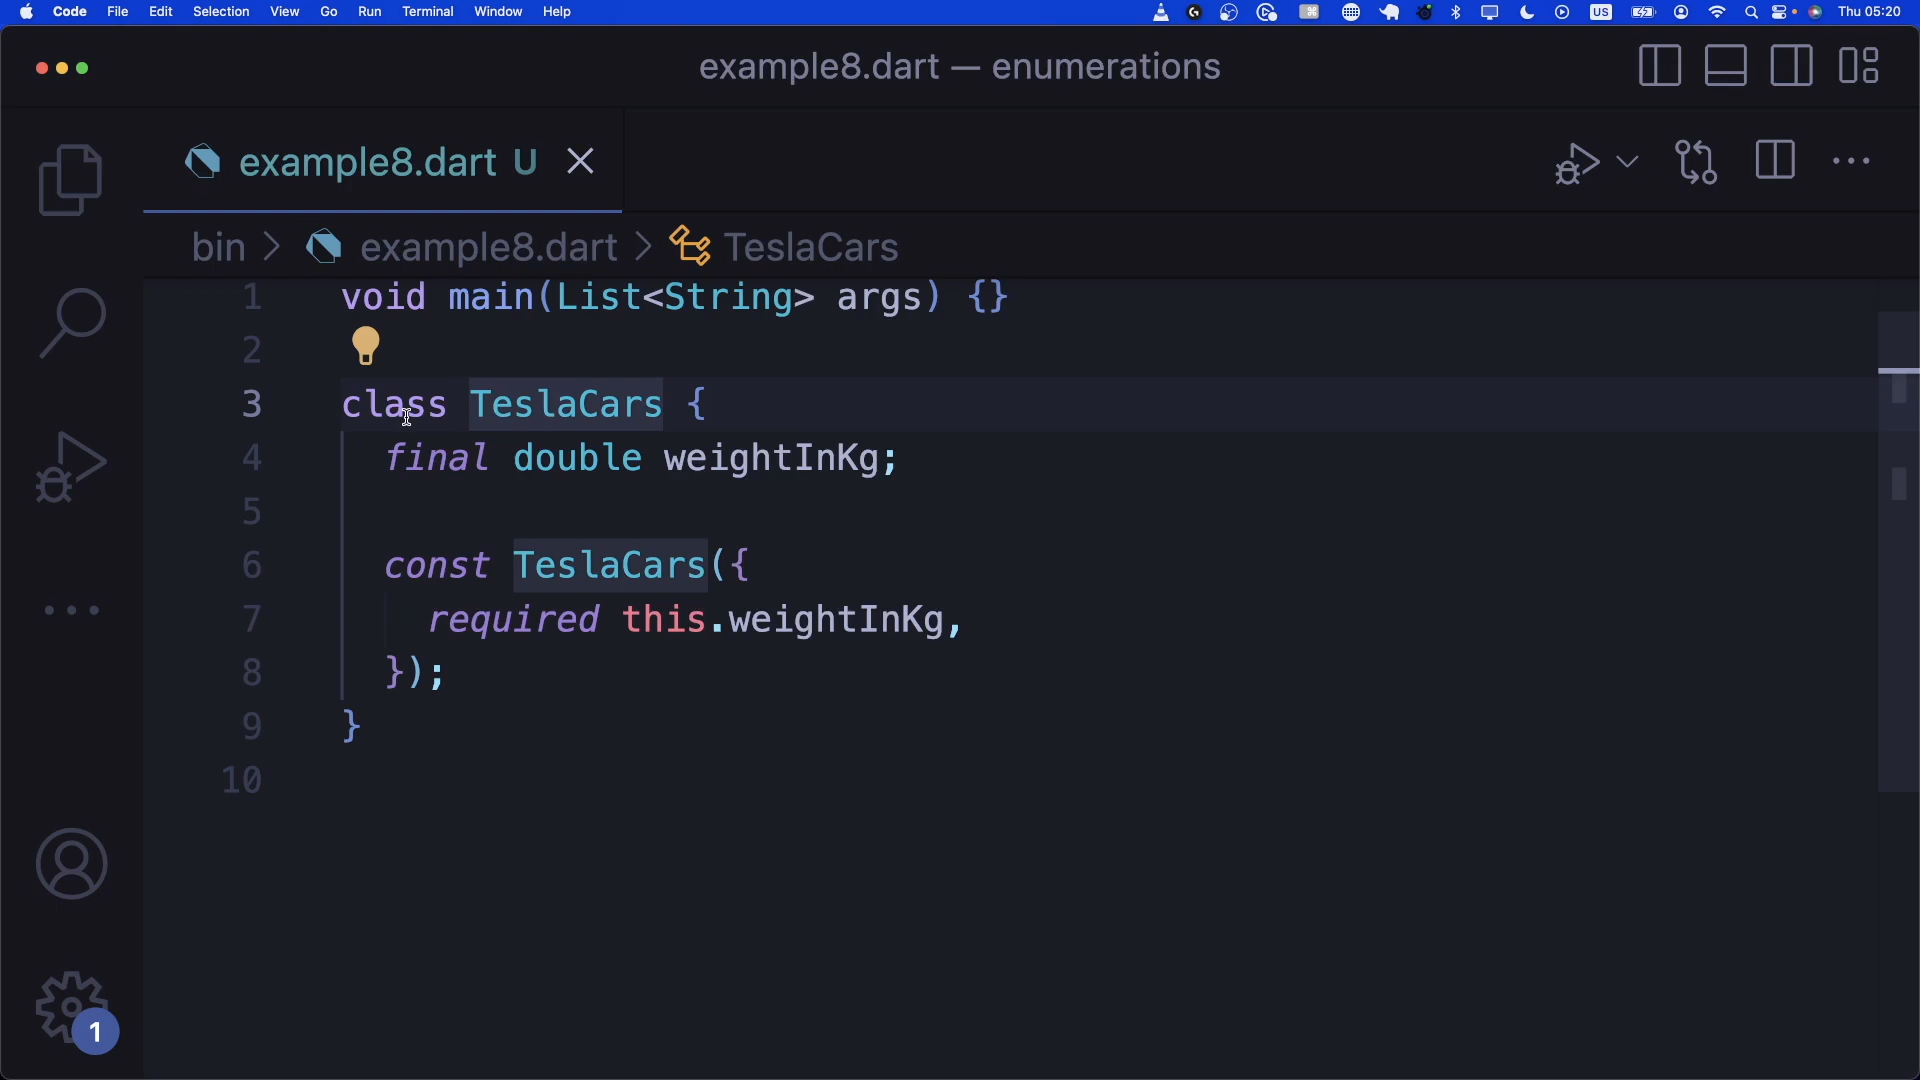 Code File Edit Selection View Go Run Terminal Window Help US Thu 05:20
example8.dart — enumerations
example8.dart U
bin > example8.dart > TeslaCars
1 void main(List<String> args) {}
2
3 class TeslaCars {
4 final double weightInKg;
5
6 const TeslaCars({
7 required this.weightInKg,
8 });
9 }
10
1